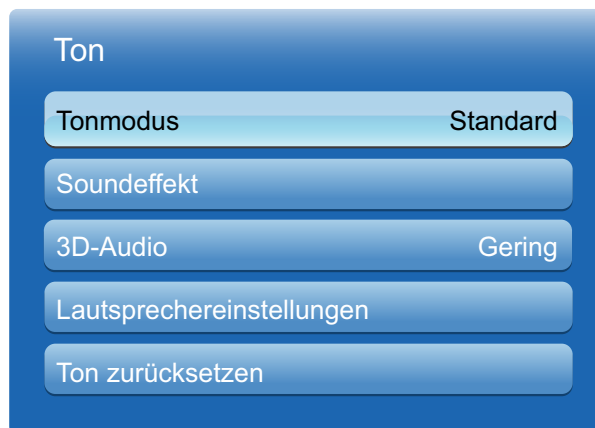 Ton
Tonmodus Standard
Soundeffekt
3D-Audio Gering
Lautsprechereinstellungen
Ton zurücksetzen